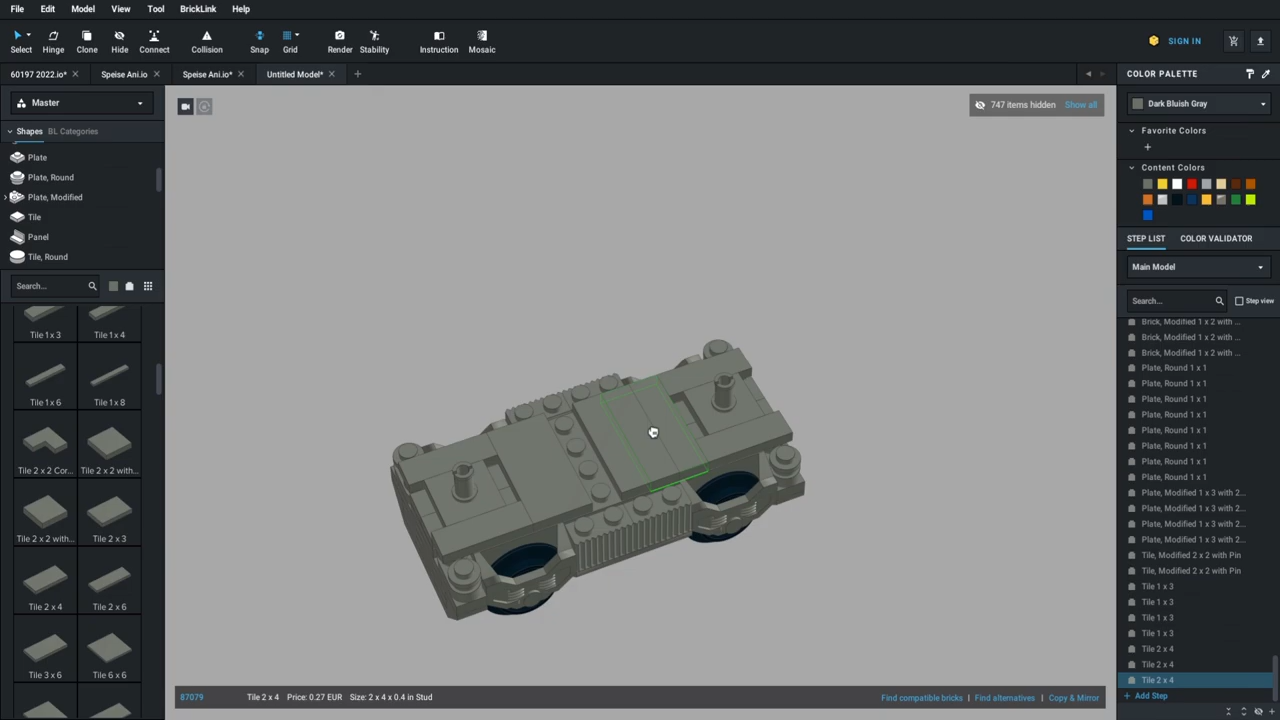 File Edit Model View Tool BrickLink Help
Select Hinge Clone Hide Connect Collision Snap Grid Render Stability Instruction Mosaic
SIGN IN
60197 2022.io* Speise Ani.io Speise Ani.io* Untitled Model*
Master
Shapes BL Categories
Plate
Plate, Round
Plate, Modified
Tile
Panel
Tile, Round
Search...
Tile 1 x 3 Tile 1 x 4
Tile 1 x 6 Tile 1 x 8
Tile 2 x 2 Cor... Tile 2 x 2 with...
Tile 2 x 2 with... Tile 2 x 3
Tile 2 x 4 Tile 2 x 6
Tile 3 x 6 Tile 6 x 6
747 items hidden Show all
87079 Tile 2 x 4 Price: 0.27 EUR Size: 2 x 4 x 0.4 in Stud
Find compatible bricks | Find alternatives | Copy & Mirror
COLOR PALETTE
Dark Bluish Gray
Favorite Colors
+
Content Colors
STEP LIST COLOR VALIDATOR
Main Model
Search... Step view
Brick, Modified 1 x 2 with ...
Brick, Modified 1 x 2 with ...
Brick, Modified 1 x 2 with ...
Plate, Round 1 x 1
Plate, Round 1 x 1
Plate, Round 1 x 1
Plate, Round 1 x 1
Plate, Round 1 x 1
Plate, Round 1 x 1
Plate, Round 1 x 1
Plate, Round 1 x 1
Plate, Modified 1 x 3 with 2...
Plate, Modified 1 x 3 with 2...
Plate, Modified 1 x 3 with 2...
Plate, Modified 1 x 3 with 2...
Tile, Modified 2 x 2 with Pin
Tile, Modified 2 x 2 with Pin
Tile 1 x 3
Tile 1 x 3
Tile 1 x 3
Tile 1 x 3
Tile 2 x 4
Tile 2 x 4
Tile 2 x 4
+ Add Step